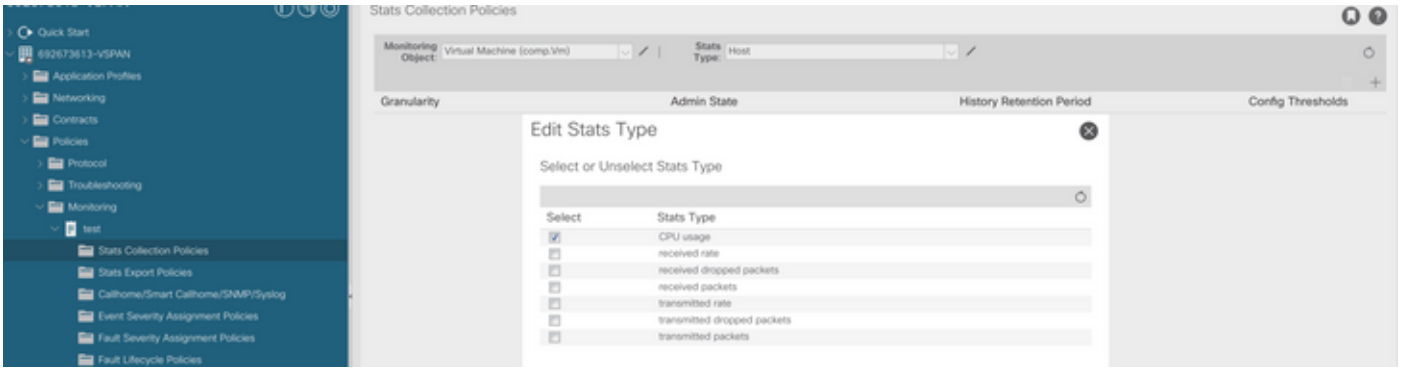 Stats Collection Policies
Quick Start
692673613-VSPAN
Application Profiles
Networking
Contracts
Policies
Protocol
Troubleshooting
Monitoring
test
Stats Collection Policies
Stats Export Policies
Callhome/Smart Callhome/SNMP/Syslog
Event Severity Assignment Policies
Fault Severity Assignment Policies
Fault Lifecycle Policies
Monitoring Object: Virtual Machine (comp.Vm) Stats Type: Host
Granularity Admin State History Retention Period Config Thresholds
Edit Stats Type
Select or Unselect Stats Type
Select Stats Type
CPU usage
received rate
received dropped packets
received packets
transmitted rate
transmitted dropped packets
transmitted packets